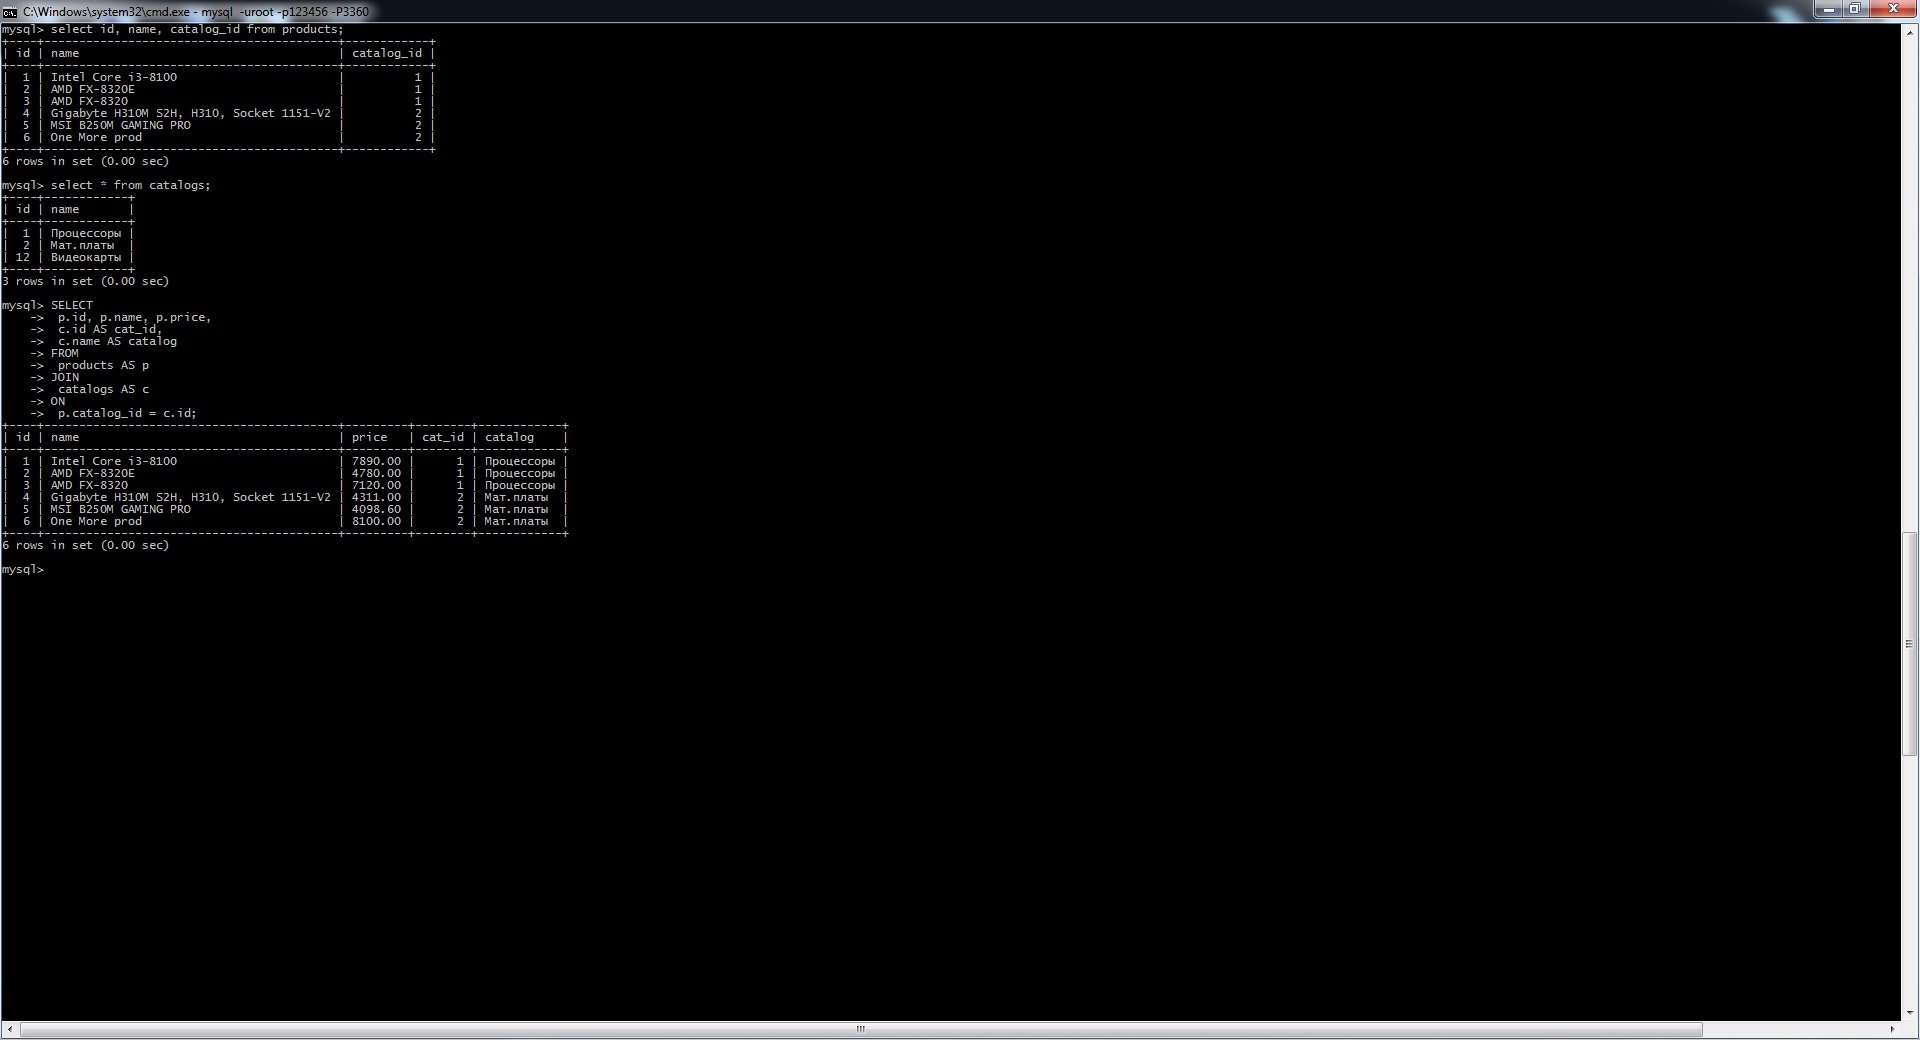 C:\Windows\system32\cmd.exe - mysql  -uroot -p123456 -P3360
mysql> select id, name, catalog_id from products;
+----+-----------------------------------------+------------+
| id | name                                    | catalog_id |
+----+-----------------------------------------+------------+
|  1 | Intel Core i3-8100                      |          1 |
|  2 | AMD FX-8320E                            |          1 |
|  3 | AMD FX-8320                             |          1 |
|  4 | Gigabyte H310M S2H, H310, Socket 1151-V2 |          2 |
|  5 | MSI B250M GAMING PRO                    |          2 |
|  6 | One More prod                           |          2 |
+----+-----------------------------------------+------------+
6 rows in set (0.00 sec)
mysql> select * from catalogs;
+----+------------+
| id | name       |
+----+------------+
|  1 | Процессоры |
|  2 | Мат.платы  |
| 12 | Видеокарты |
+----+------------+
3 rows in set (0.00 sec)
mysql> SELECT
    ->  p.id, p.name, p.price,
    ->  c.id AS cat_id,
    ->  c.name AS catalog
    -> FROM
    ->  products AS p
    -> JOIN
    ->  catalogs AS c
    -> ON
    ->  p.catalog_id = c.id;
+----+-----------------------------------------+---------+--------+------------+
| id | name                                    | price   | cat_id | catalog    |
+----+-----------------------------------------+---------+--------+------------+
|  1 | Intel Core i3-8100                      | 7890.00 |      1 | Процессоры |
|  2 | AMD FX-8320E                            | 4780.00 |      1 | Процессоры |
|  3 | AMD FX-8320                             | 7120.00 |      1 | Процессоры |
|  4 | Gigabyte H310M S2H, H310, Socket 1151-V2 | 4311.00 |      2 | Мат.платы  |
|  5 | MSI B250M GAMING PRO                    | 4098.60 |      2 | Мат.платы  |
|  6 | One More prod                           | 8100.00 |      2 | Мат.платы  |
+----+-----------------------------------------+---------+--------+------------+
6 rows in set (0.00 sec)
mysql>